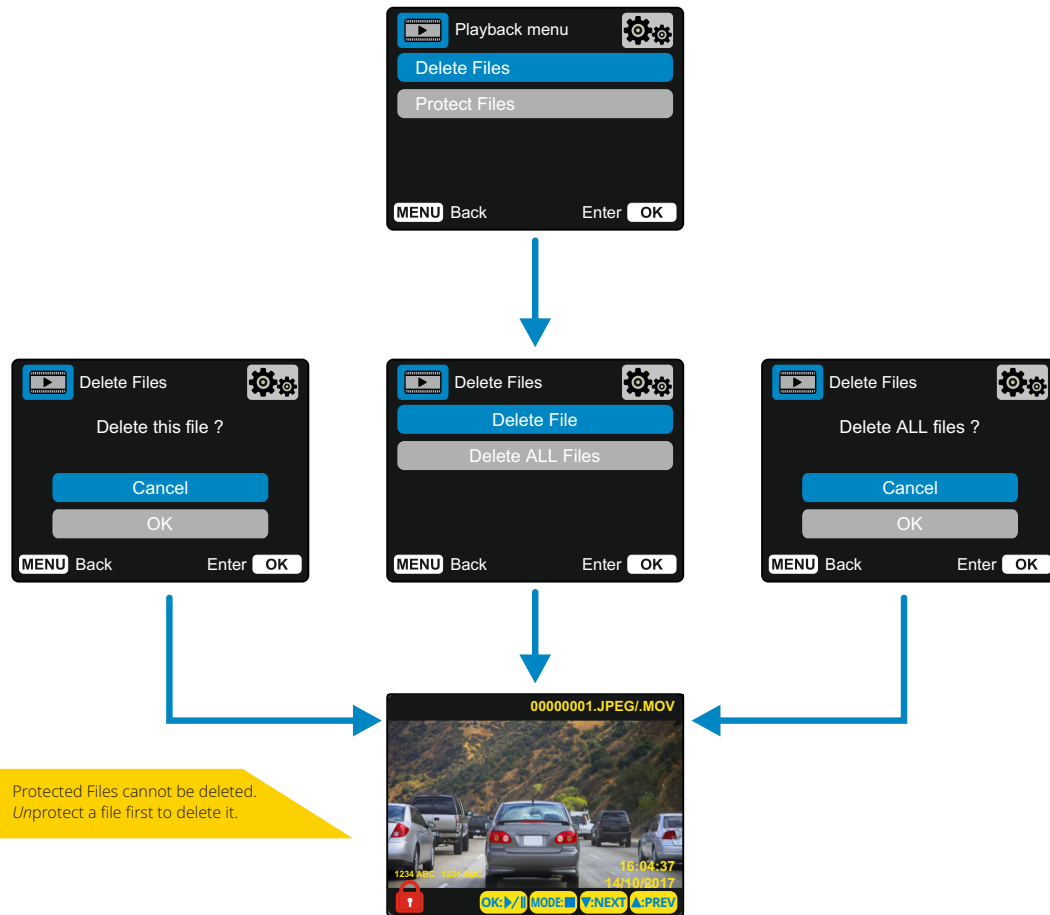 Playback menu
Delete Files
Protect Files
MENU Back Enter OK
Delete Files
Delete this file ?
Cancel
OK
MENU Back Enter OK
Delete Files
Delete File
Delete ALL Files
MENU Back Enter OK
Delete Files
Delete ALL files ?
Cancel
OK
MENU Back Enter OK
00000001.JPEG/.MOV
Protected Files cannot be deleted.
Unprotect a file first to delete it.
16:04:37
1234 ABC 1234 ABC
14/10/2017
OK: MODE: :NEXT :PREV